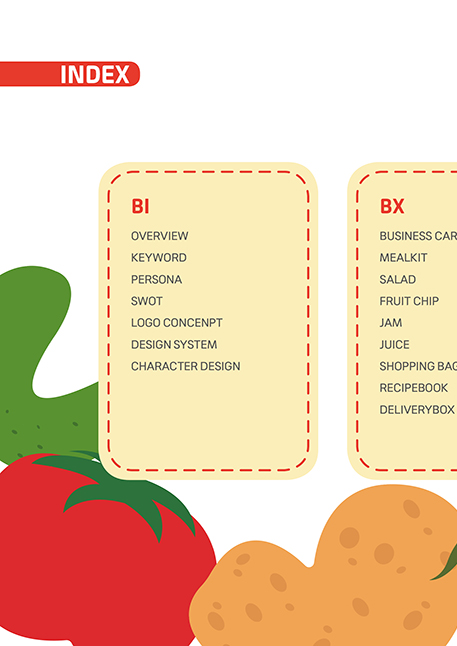 INDEX
BI
OVERVIEW
KEYWORD
PERSONA
SWOT
LOGO CONCENPT
DESIGN SYSTEM
CHARACTER DESIGN
BX
BUSINESS CAR
MEALKIT
SALAD
FRUIT CHIP
JAM
JUICE
SHOPPING BAG
RECIPEBOOK
DELIVERYBOX